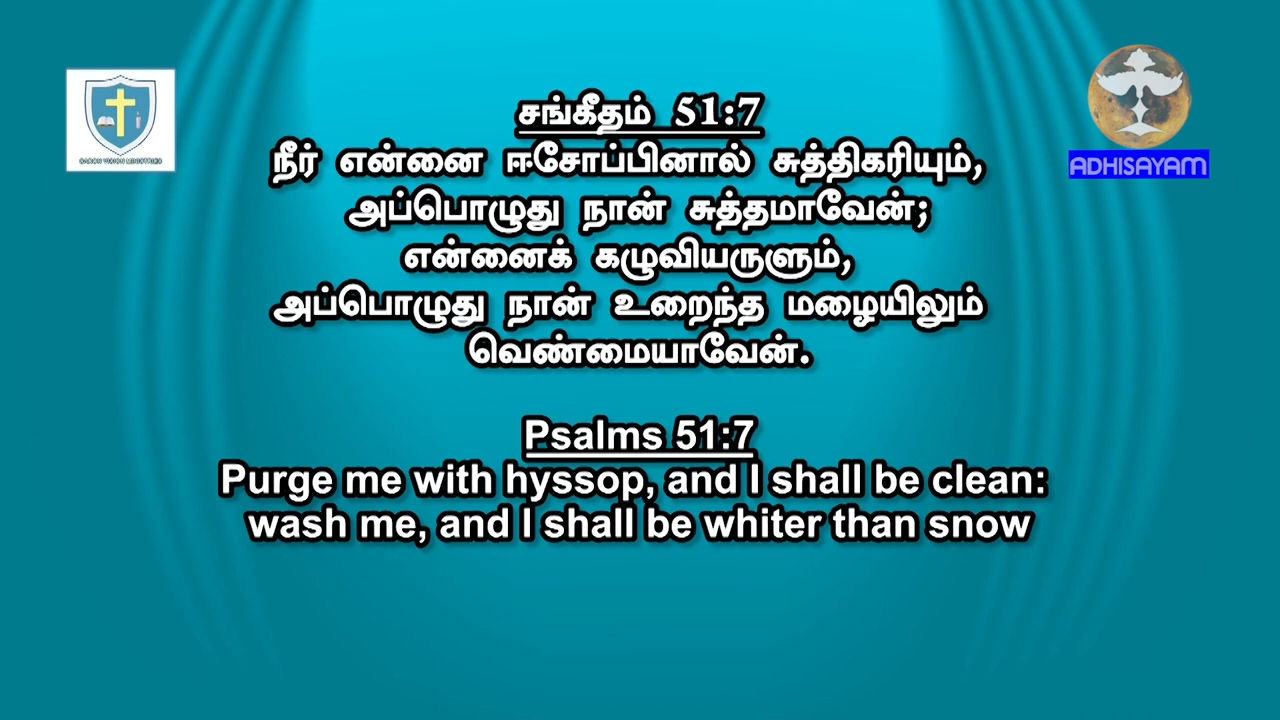 சங்கீதம் 51:7
நீர் என்னை ஈசோப்பினால் சுத்திகரியும்,
அப்பொழுது நான் சுத்தமாவேன்;
என்னைக் கழுவியருளும்,
அப்பொழுது நான் உறைந்த மழையிலும்
வெண்மையாவேன்.
Psalms 51:7
Purge me with hyssop, and I shall be clean:
wash me, and I shall be whiter than snow
ADHISAYAM